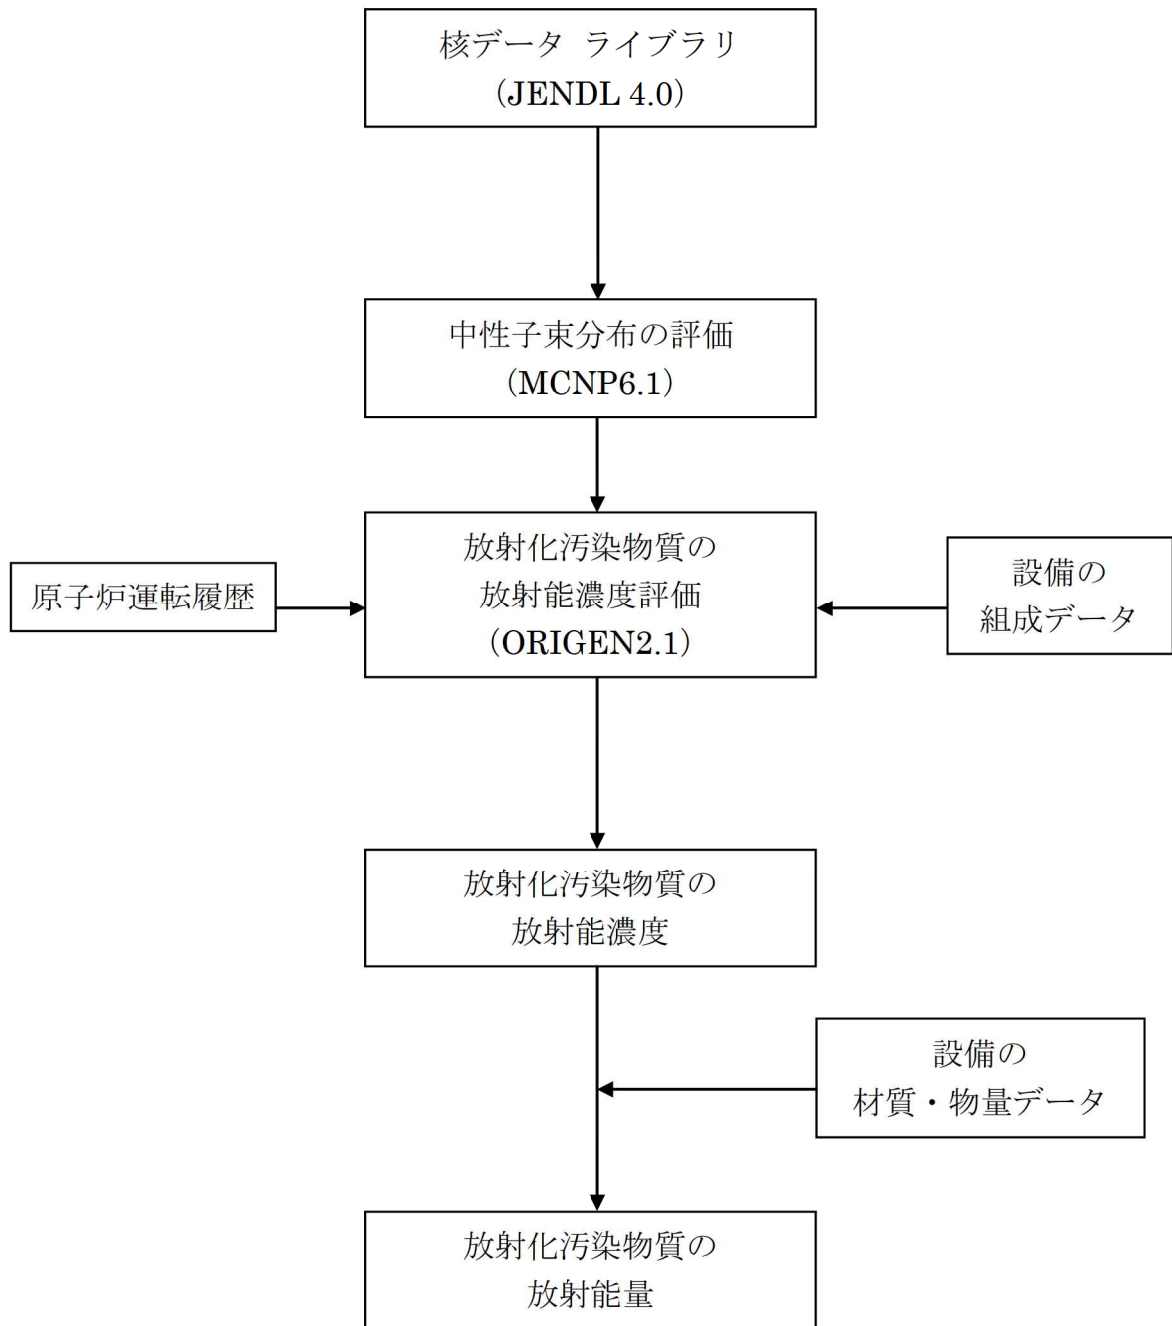 核データ ライブラリ
(JENDL 4.0)
中性子束分布の評価
(MCNP6.1)
放射化汚染物質の
放射能濃度評価
(ORIGEN2.1)
原子炉運転履歴
設備の
組成データ
放射化汚染物質の
放射能濃度
設備の
材質・物量データ
放射化汚染物質の
放射能量